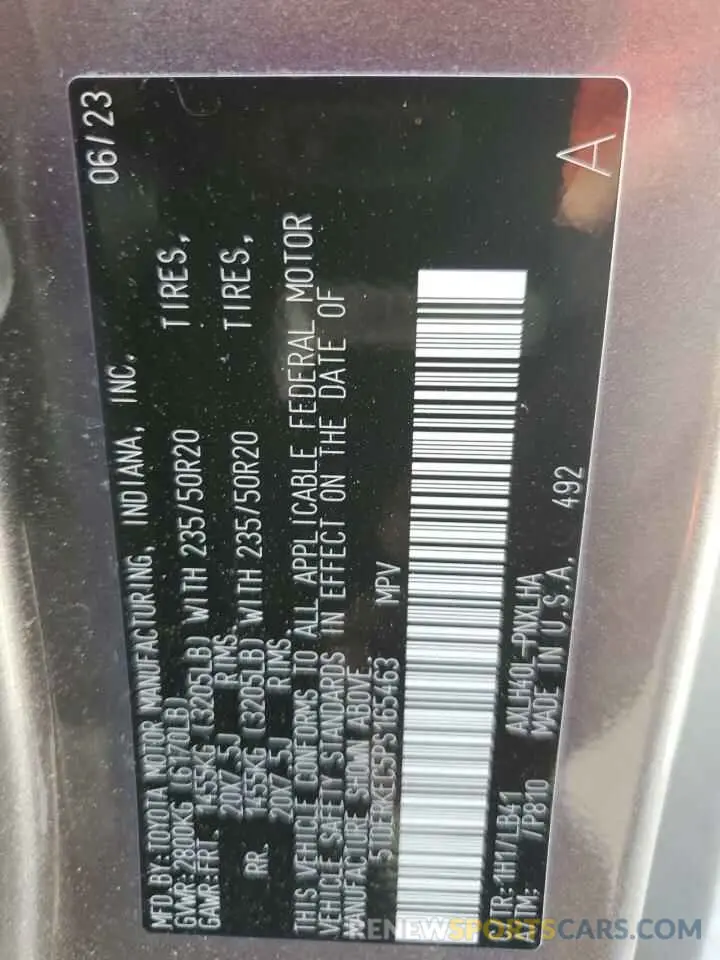 MFD.BY:TOYOTA MOTOR MANUFACTURING, INDIANA, INC. 06/23
GVWR:2800KG (6170LB)
GAWR:FRT. 1455KG (3205LB) WITH 235/50R20 TIRES,
20X7.5J RIMS.
RR. 1455KG (3205LB) WITH 235/50R20 TIRES,
20X7.5J RIMS.
THIS VEHICLE CONFORMS TO ALL APPLICABLE FEDERAL MOTOR
VEHICLE SAFETY STANDARDS IN EFFECT ON THE DATE OF
MANUFACTURE SHOWN ABOVE.
5TDERKEC5PS165463 MPV
C/TR:1H1/LB41 AXLH40L-PNXLHA
A/TM: /P810 MADE IN U.S.A. 492
A
RENEWSPORTSCARS.COM